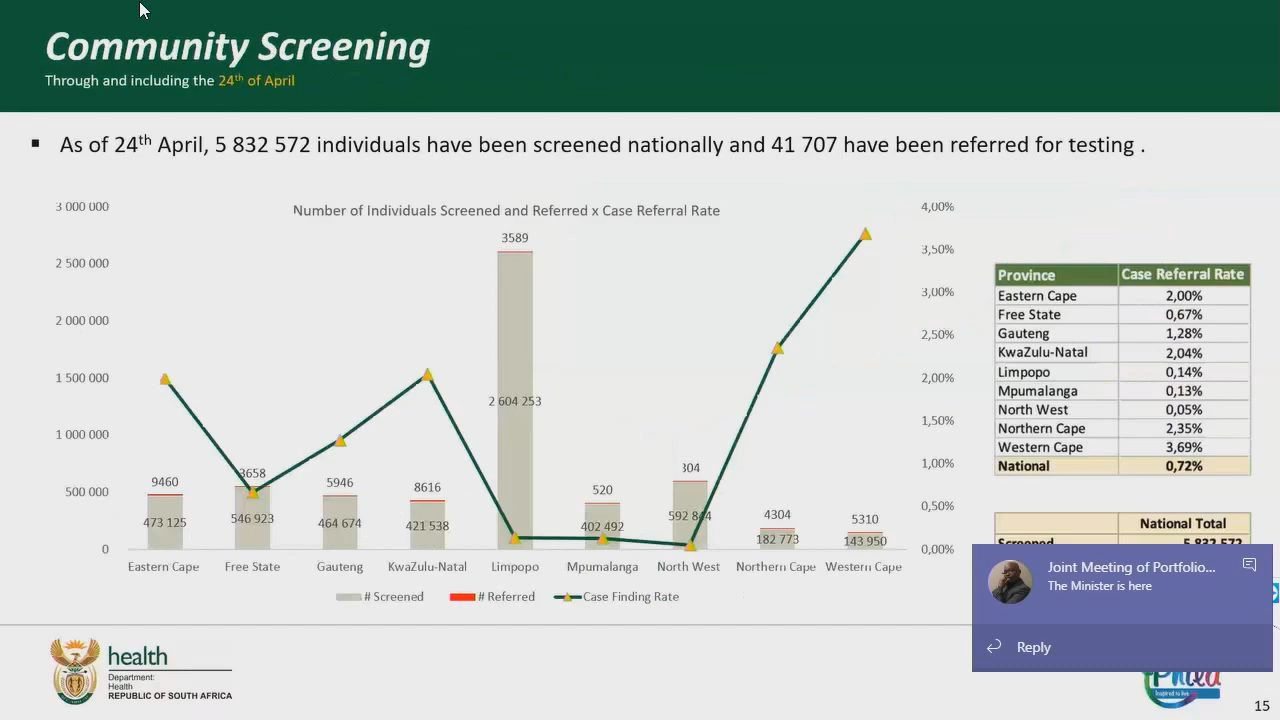 Community Screening
Through and including the 24th of April
▪ As of 24th April, 5 832 572 individuals have been screened nationally and 41 707 have been referred for testing .
Number of Individuals Screened and Referred x Case Referral Rate
3 000 000
2 500 000
2 000 000
1 500 000
1 000 000
500 000
0
4,00%
3,50%
3,00%
2,50%
2,00%
1,50%
1,00%
0,50%
0,00%
9460
3658
5946
8616
3589
520
304
4304
5310
473 125
546 923
464 674
421 538
2 604 253
402 492
592 844
182 773
143 950
Eastern Cape
Free State
Gauteng
KwaZulu-Natal
Limpopo
Mpumalanga
North West
Northern Cape
Western Cape
# Screened
# Referred
Case Finding Rate
Province Case Referral Rate
Eastern Cape 2,00%
Free State 0,67%
Gauteng 1,28%
KwaZulu-Natal 2,04%
Limpopo 0,14%
Mpumalanga 0,13%
North West 0,05%
Northern Cape 2,35%
Western Cape 3,69%
National 0,72%
National Total
Screened 5 832 572
Joint Meeting of Portfolio...
The Minister is here
Reply
health
Department:
Health
REPUBLIC OF SOUTH AFRICA
15